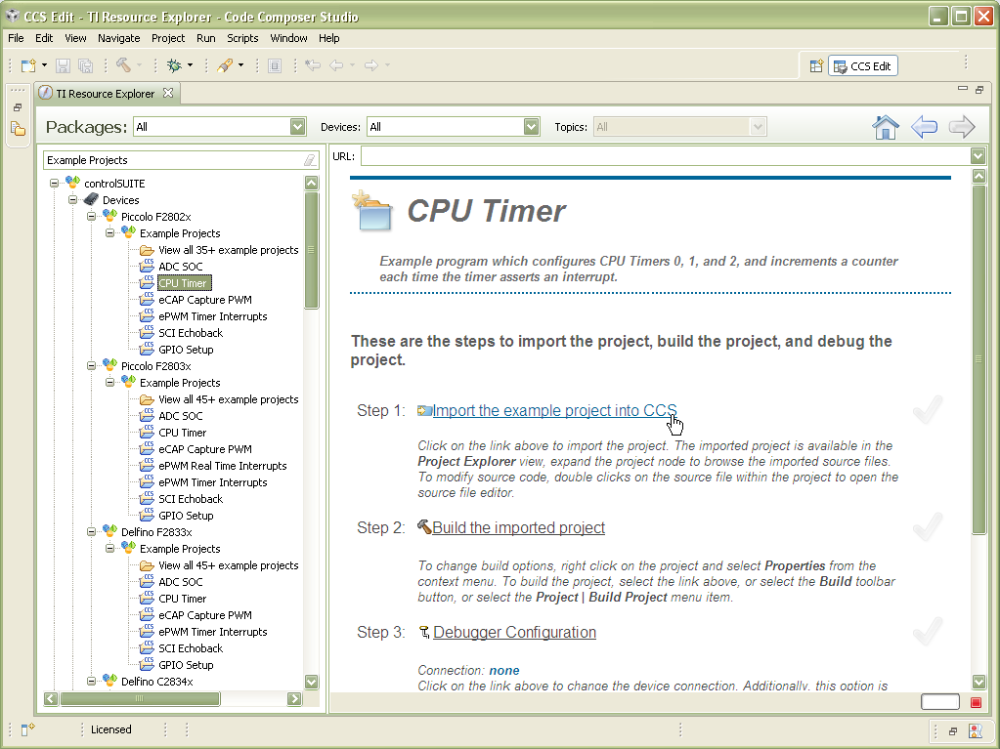 CCS Edit - TI Resource Explorer - Code Composer Studio
File Edit View Navigate Project Run Scripts Window Help
CCS Edit
TI Resource Explorer
Packages: All Devices: All Topics: All
Example Projects
controlSUITE
Devices
Piccolo F2802x
Example Projects
View all 35+ example projects
ADC SOC
CPU Timer
eCAP Capture PWM
ePWM Timer Interrupts
SCI Echoback
GPIO Setup
Piccolo F2803x
Example Projects
View all 45+ example projects
ADC SOC
CPU Timer
eCAP Capture PWM
ePWM Real Time Interrupts
ePWM Timer Interrupts
SCI Echoback
GPIO Setup
Delfino F2833x
Example Projects
View all 45+ example projects
ADC SOC
CPU Timer
eCAP Capture PWM
ePWM Timer Interrupts
SCI Echoback
GPIO Setup
Delfino C2834x
URL:
CPU Timer
Example program which configures CPU Timers 0, 1, and 2, and increments a counter
each time the timer asserts an interrupt.
These are the steps to import the project, build the project, and debug the
project.
Step 1: Import the example project into CCS
Click on the link above to import the project. The imported project is available in the
Project Explorer view, expand the project node to browse the imported source files.
To modify source code, double clicks on the source file within the project to open the
source file editor.
Step 2: Build the imported project
To change build options, right click on the project and select Properties from the
context menu. To build the project, select the link above, or select the Build toolbar
button, or select the Project | Build Project menu item.
Step 3: Debugger Configuration
Connection: none
Click on the link above to change the device connection. Additionally, this option is
Licensed